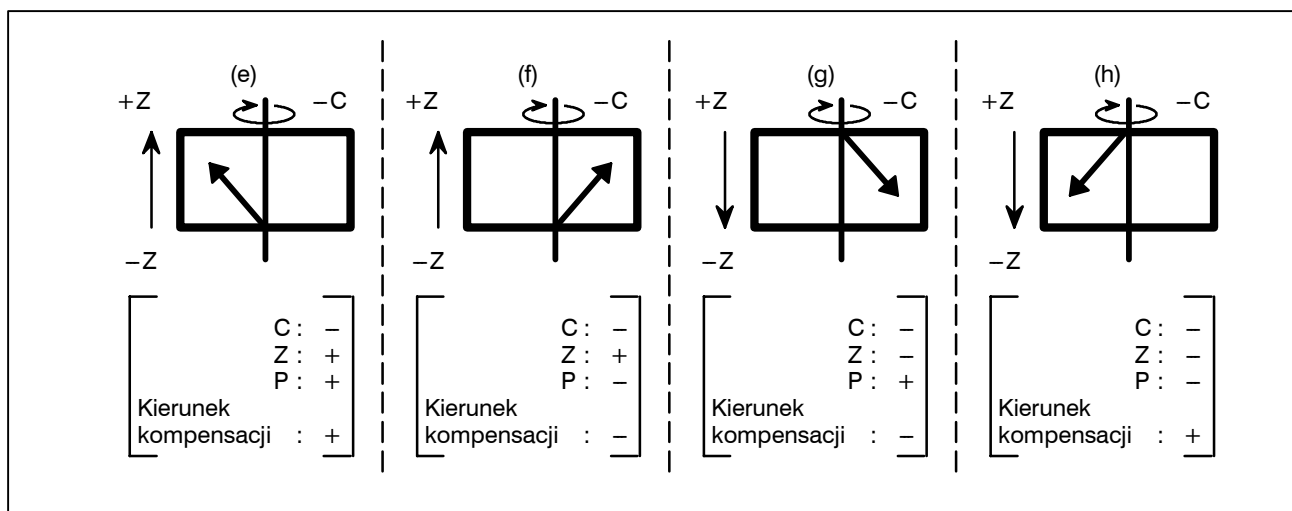 (e)
+Z
−C
−Z
C : −
Z : +
P : +
Kierunek
kompensacji : +
(f)
+Z
−C
−Z
C : −
Z : +
P : −
Kierunek
kompensacji : −
(g)
+Z
−C
−Z
C : −
Z : −
P : +
Kierunek
kompensacji : −
(h)
+Z
−C
−Z
C : −
Z : −
P : −
Kierunek
kompensacji : +